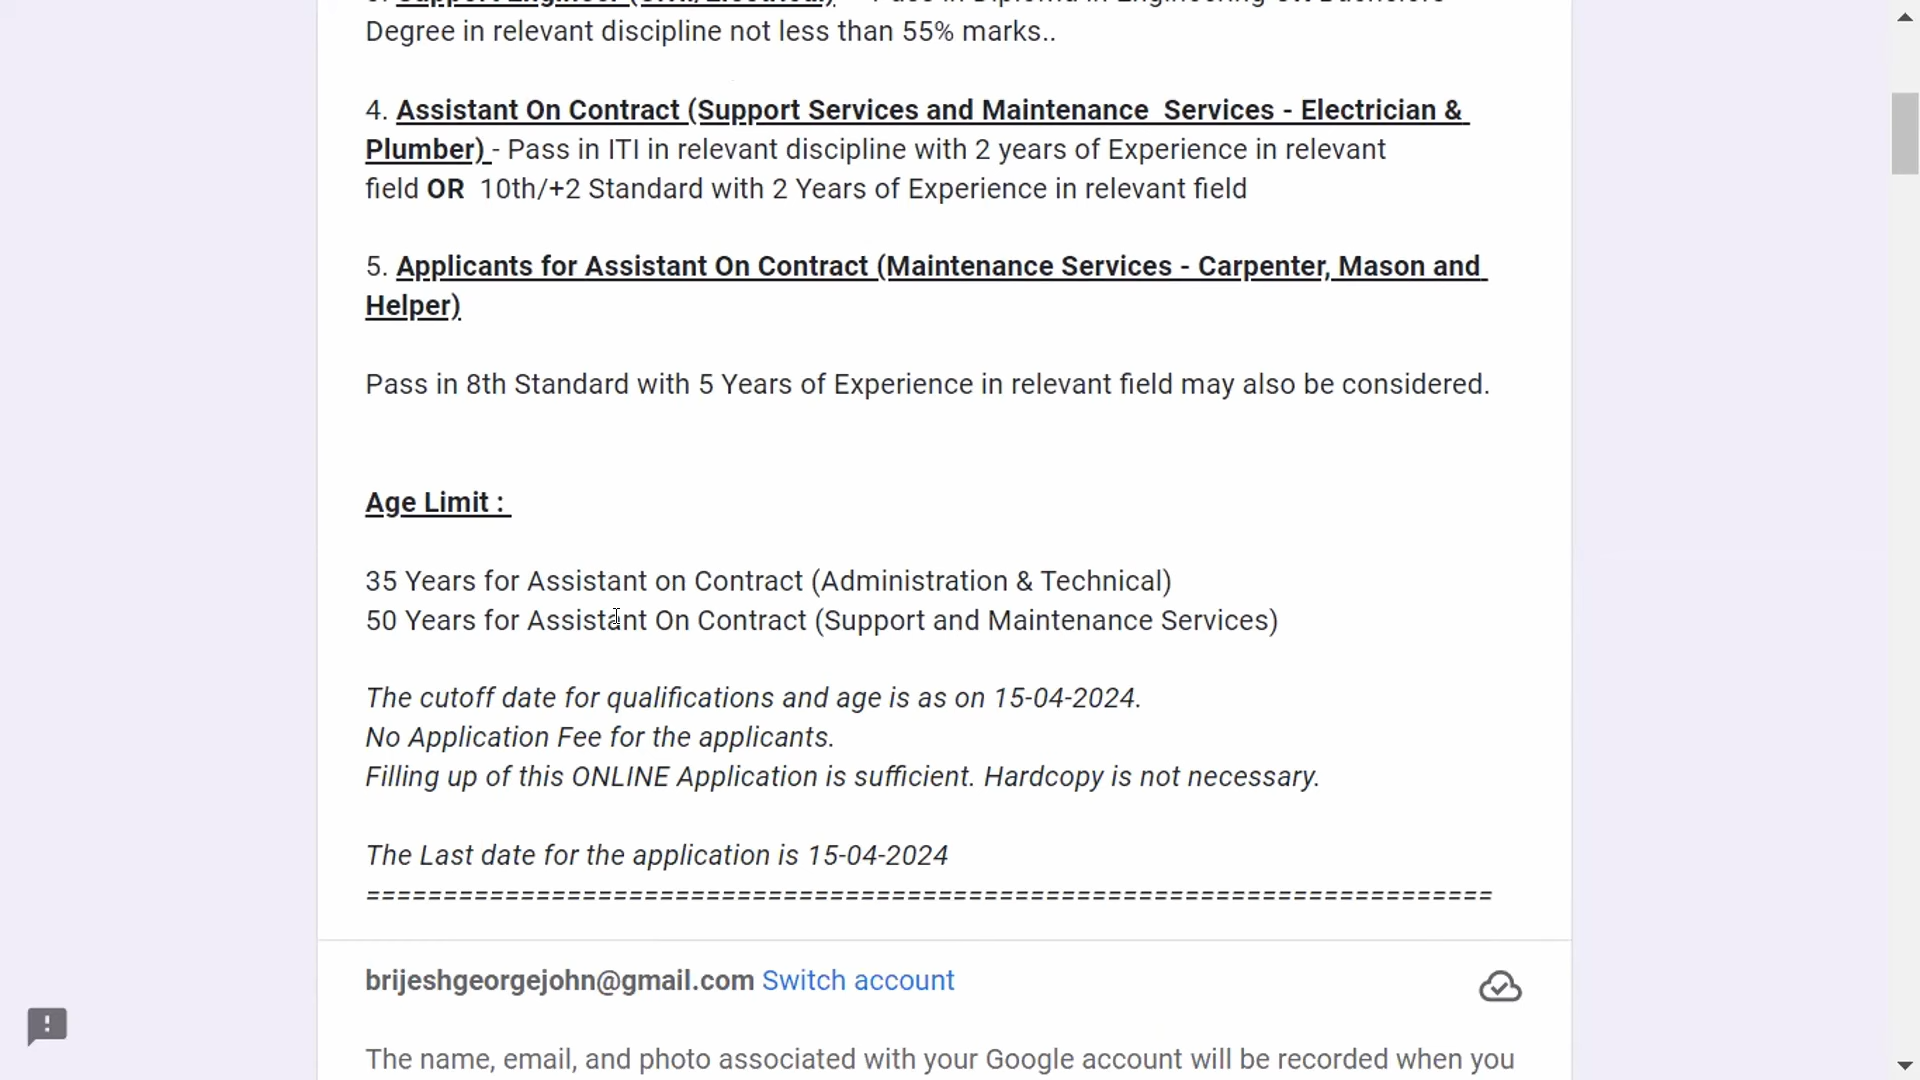 Degree in relevant discipline not less than 55% marks..
4. Assistant On Contract (Support Services and Maintenance  Services - Electrician &
Plumber) - Pass in ITI in relevant discipline with 2 years of Experience in relevant
field OR  10th/+2 Standard with 2 Years of Experience in relevant field
5. Applicants for Assistant On Contract (Maintenance Services - Carpenter, Mason and
Helper)
Pass in 8th Standard with 5 Years of Experience in relevant field may also be considered.
Age Limit :
35 Years for Assistant on Contract (Administration & Technical)
50 Years for Assistant On Contract (Support and Maintenance Services)
The cutoff date for qualifications and age is as on 15-04-2024.
No Application Fee for the applicants.
Filling up of this ONLINE Application is sufficient. Hardcopy is not necessary.
The Last date for the application is 15-04-2024
=========================================================================
brijeshgeorgejohn@gmail.com Switch account
The name, email, and photo associated with your Google account will be recorded when you